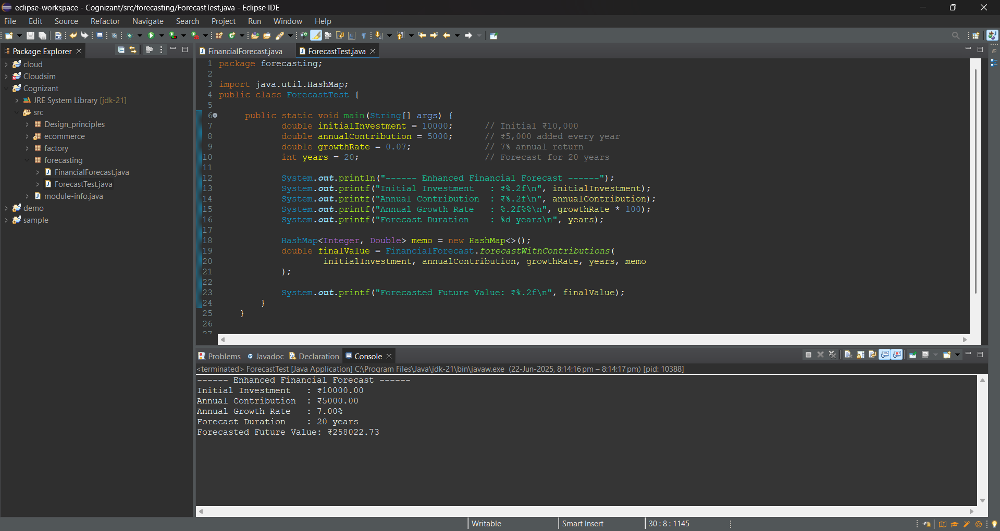 eclipse-workspace - Cognizant/src/forecasting/ForecastTest.java - Eclipse IDE
File Edit Source Refactor Navigate Search Project Run Window Help
Package Explorer
cloud
Cloudsim
Cognizant
JRE System Library [jdk-21]
src
Design_principles
ecommerce
factory
forecasting
FinancialForecast.java
ForecastTest.java
module-info.java
demo
sample
FinancialForecast.java ForecastTest.java
1 package forecasting;
2
3 import java.util.HashMap;
4 public class ForecastTest {
5
6 public static void main(String[] args) {
7 double initialInvestment = 10000; // Initial ₹10,000
8 double annualContribution = 5000; // ₹5,000 added every year
9 double growthRate = 0.07; // 7% annual return
10 int years = 20; // Forecast for 20 years
11
12 System.out.println("------ Enhanced Financial Forecast ------");
13 System.out.printf("Initial Investment : ₹%.2f\n", initialInvestment);
14 System.out.printf("Annual Contribution : ₹%.2f\n", annualContribution);
15 System.out.printf("Annual Growth Rate : %.2f%%\n", growthRate * 100);
16 System.out.printf("Forecast Duration : %d years\n", years);
17
18 HashMap<Integer, Double> memo = new HashMap<>();
19 double finalValue = FinancialForecast.forecastWithContributions(
20 initialInvestment, annualContribution, growthRate, years, memo
21 );
22
23 System.out.printf("Forecasted Future Value: ₹%.2f\n", finalValue);
24 }
25 }
26
27
Problems Javadoc Declaration Console
<terminated> ForecastTest [Java Application] C:\Program Files\Java\jdk-21\bin\javaw.exe (22-Jun-2025, 8:14:16 pm – 8:14:17 pm) [pid: 10388]
------ Enhanced Financial Forecast ------
Initial Investment : ₹10000.00
Annual Contribution : ₹5000.00
Annual Growth Rate : 7.00%
Forecast Duration : 20 years
Forecasted Future Value: ₹258022.73
Writable Smart Insert 30 : 8 : 1145